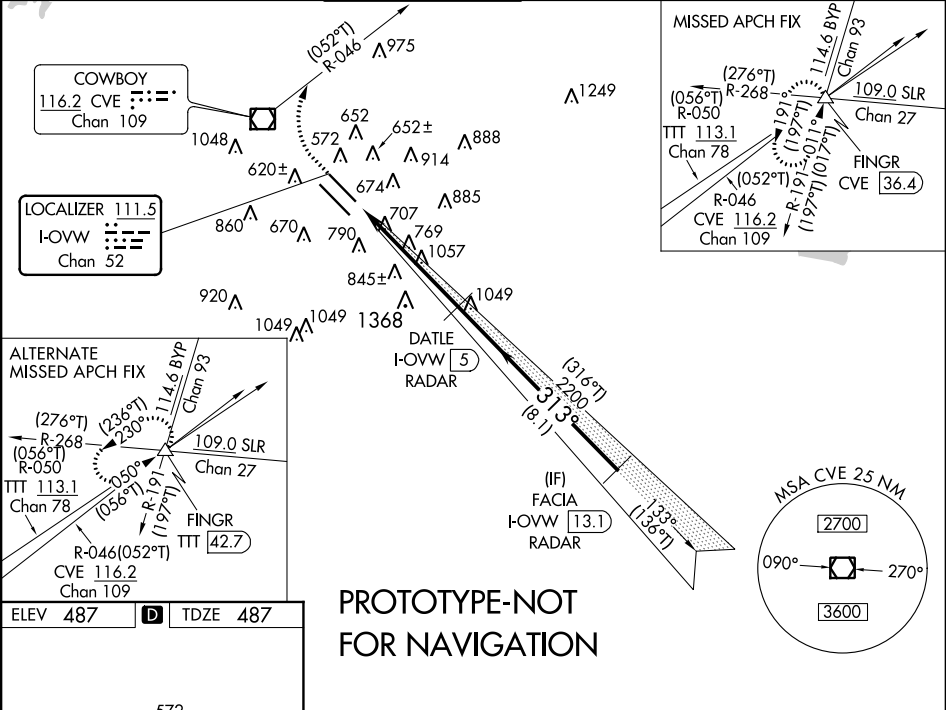 COWBOY
116.2 CVE
Chan 109
(052°T)
R-046
975
1249
1048
652
572
652±
888
914
620±
674
885
LOCALIZER 111.5
I-OVW
Chan 52
860
670
790
707
769
1057
845±
920
1049
1049
1368
1049
DATLE
I-OVW 5
RADAR
(316°T)
2200
313°
(8.1)
(IF)
FACIA
I-OVW 13.1
RADAR
133°
(136°T)
MISSED APCH FIX
114.6 BYP
Chan 93
(276°T)
R-268
109.0 SLR
Chan 27
(056°T)
R-050
TTT 113.1
Chan 78
191°
(197°T)
011°
(017°T)
R-191
(197°T)
(052°T)
R-046
CVE 116.2
Chan 109
FINGR
CVE 36.4
ALTERNATE
MISSED APCH FIX
114.6 BYP
Chan 93
(276°T)
R-268
(236°T)
230°
109.0 SLR
Chan 27
(056°T)
R-050
TTT 113.1
Chan 78
050°
(056°T)
R-191
(197°T)
FINGR
TTT 42.7
R-046(052°T)
CVE 116.2
Chan 109
MSA CVE 25 NM
2700
090°
270°
3600
ELEV 487 D TDZE 487
572
PROTOTYPE-NOT
FOR NAVIGATION